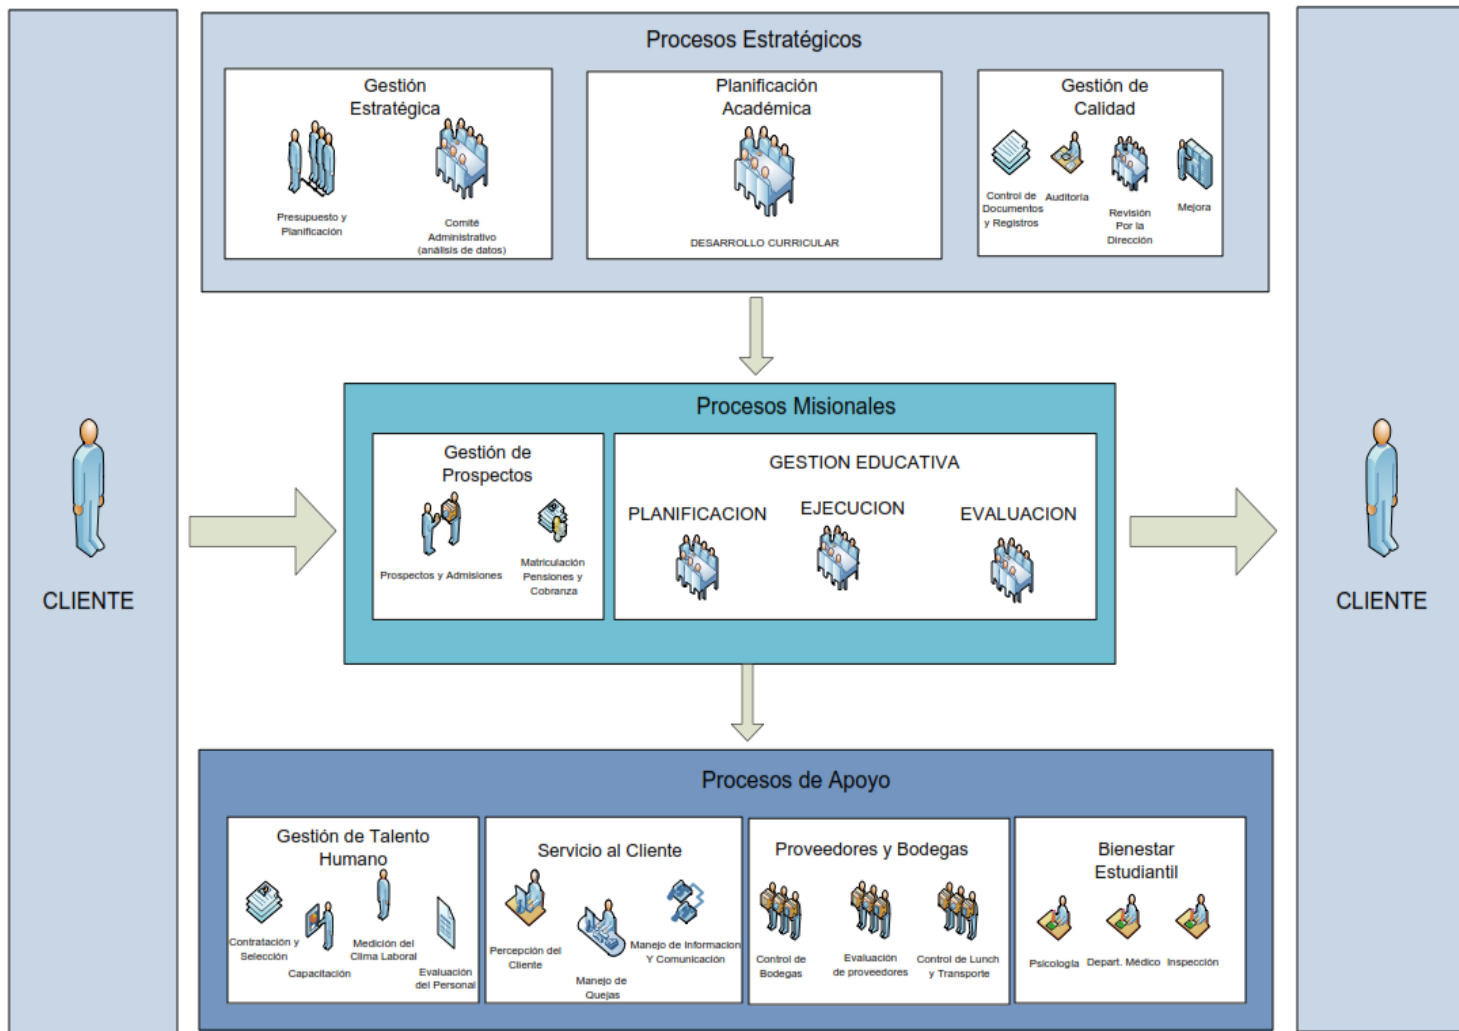 Procesos Estratégicos
Gestión
Estratégica
Presupuesto y
Planificación
Comité
Administrativo
(análisis de datos)
Planificación
Académica
DESARROLLO CURRICULAR
Gestión de
Calidad
Control de
Documentos
y Registros
Auditoría
Revisión
Por la
Dirección
Mejora
CLIENTE
Procesos Misionales
Gestión de
Prospectos
Prospectos y Admisiones
Matriculación
Pensiones y
Cobranza
GESTION EDUCATIVA
PLANIFICACION
EJECUCION
EVALUACION
CLIENTE
Procesos de Apoyo
Gestión de Talento
Humano
Contratación y
Selección
Capacitación
Medición del
Clima Laboral
Evaluación
del Personal
Servicio al Cliente
Percepción del
Cliente
Manejo de
Quejas
Manejo de Informacion
Y Comunicación
Proveedores y Bodegas
Control de
Bodegas
Evaluación
de proveedores
Control de Lunch
y Transporte
Bienestar
Estudiantil
Psicología
Depart. Médico
Inspección